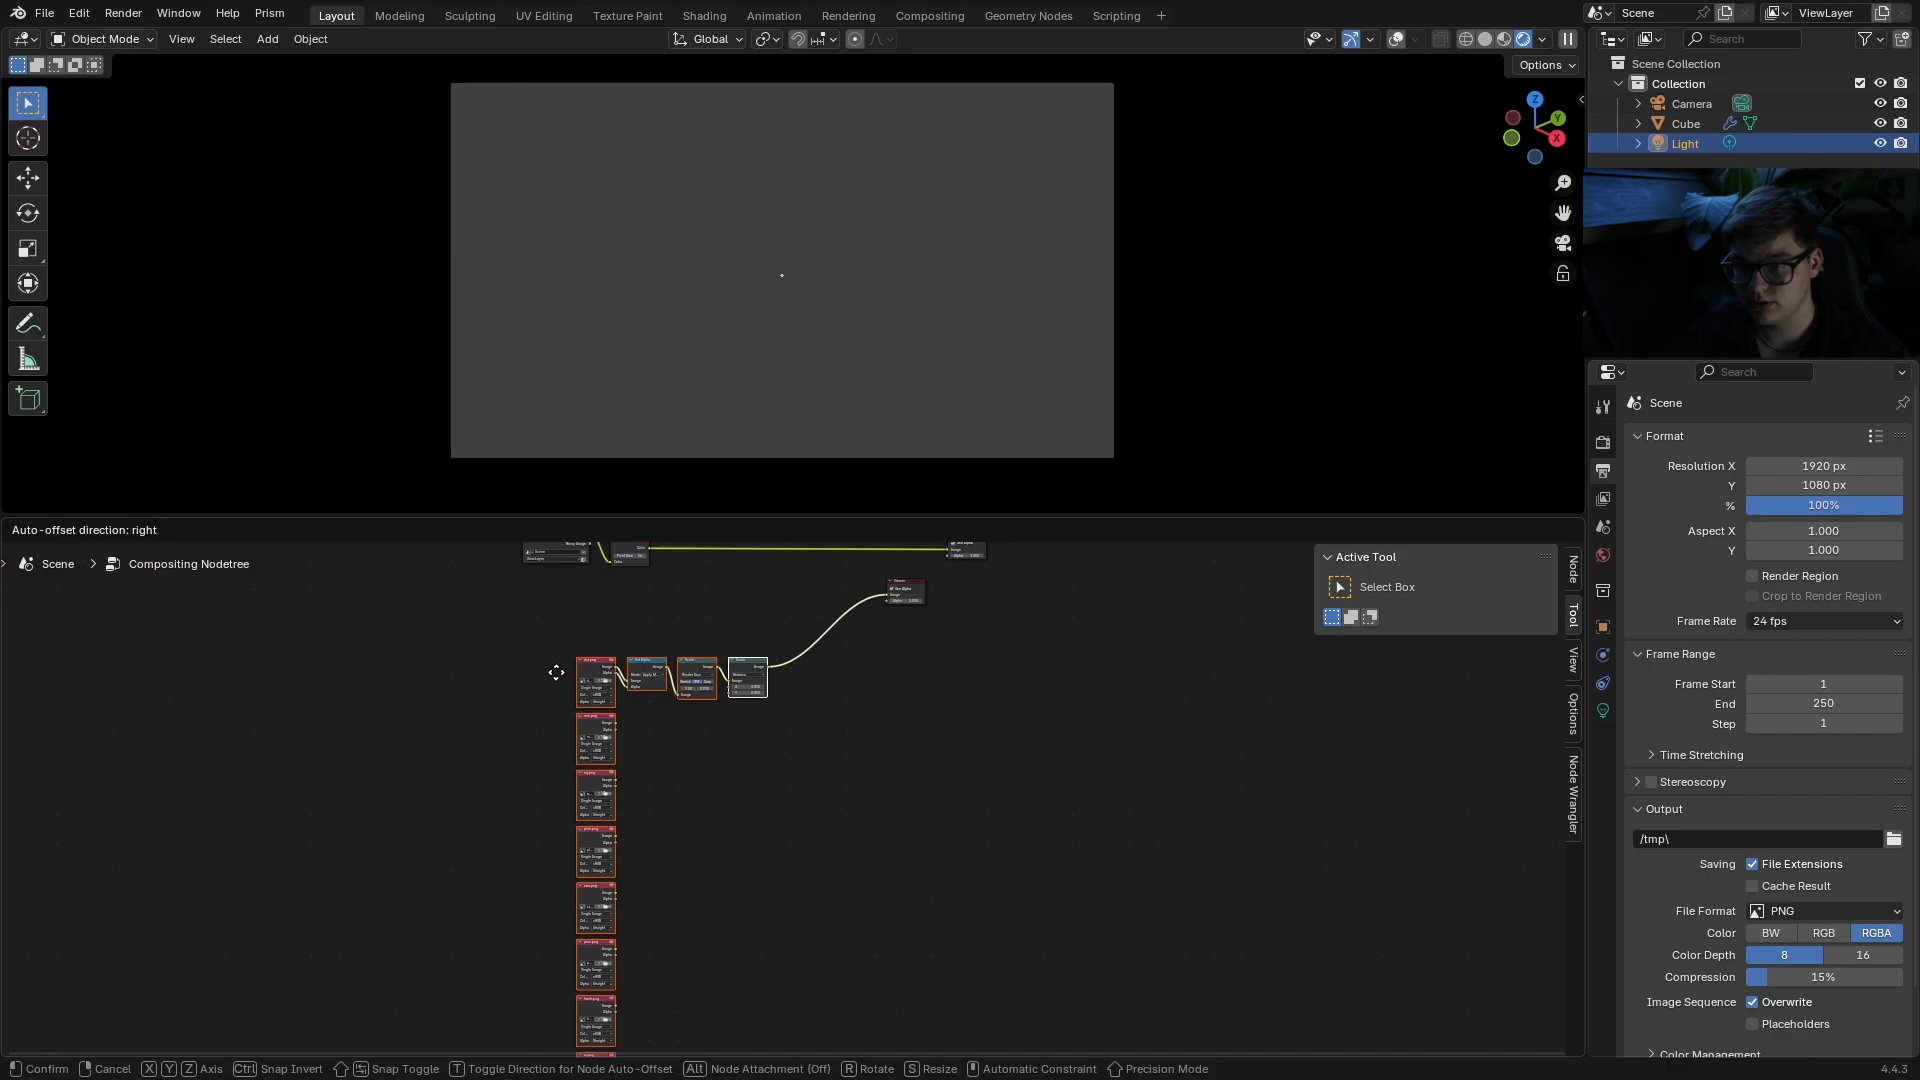 File Edit Render Window Help Prism
Layout Modeling Sculpting UV Editing Texture Paint Shading Animation Rendering Compositing Geometry Nodes Scripting
Scene
ViewLayer
Object Mode View Select Add Object
Global
Search
Options
Scene Collection
Collection
Camera
Cube
Light
Z
Y
X
Search
Scene
Format
Resolution X 1920 px
Y 1080 px
% 100%
Aspect X 1.000
Y 1.000
Render Region
Crop to Render Region
Frame Rate 24 fps
Frame Range
Frame Start 1
End 250
Step 1
Time Stretching
Stereoscopy
Output
/tmp\
Saving File Extensions
Cache Result
File Format PNG
Color BW RGB RGBA
Color Depth 8 16
Compression 15%
Image Sequence Overwrite
Placeholders
Color Management
Auto-offset direction: right
Scene Compositing Nodetree
Active Tool
Select Box
Node
Tool
View
Options
Node Wrangler
Confirm Cancel X Y Z Axis Ctrl Snap Invert Snap Toggle T Toggle Direction for Node Auto-Offset Alt Node Attachment (Off) R Rotate S Resize Automatic Constraint Precision Mode
4.4.3